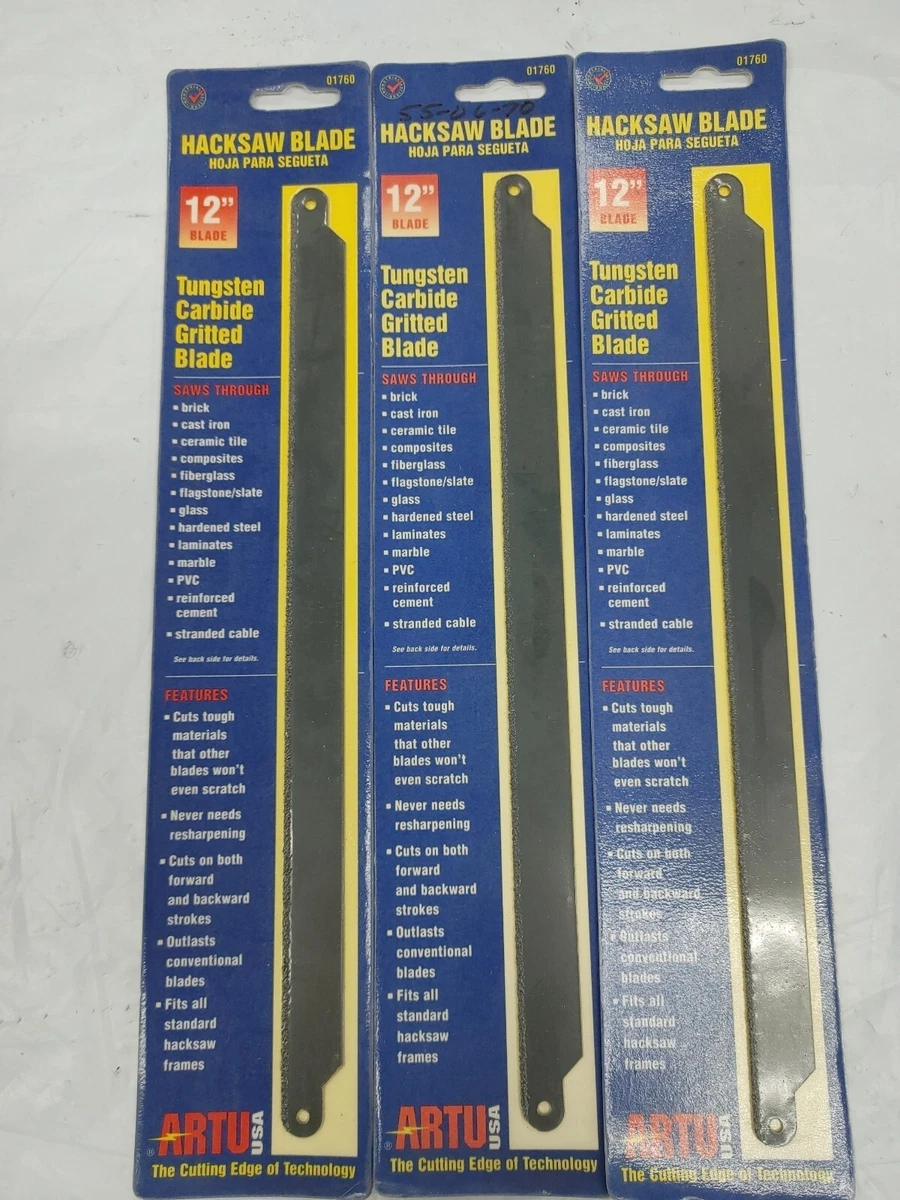 01760
HACKSAW BLADE
HOJA PARA SEGUETA
12”
BLADE
Tungsten
Carbide
Gritted
Blade
SAWS THROUGH
▪ brick
▪ cast iron
▪ ceramic tile
▪ composites
▪ fiberglass
▪ flagstone/slate
▪ glass
▪ hardened steel
▪ laminates
▪ marble
▪ PVC
▪ reinforced
cement
▪ stranded cable
See back side for details.
FEATURES
▪ Cuts tough
materials
that other
blades won't
even scratch
▪ Never needs
resharpening
▪ Cuts on both
forward
and backward
strokes
▪ Outlasts
conventional
blades
▪ Fits all
standard
hacksaw
frames
® ARTU USA
The Cutting Edge of Technology
01760
55-06-70
HACKSAW BLADE
HOJA PARA SEGUETA
12”
BLADE
Tungsten
Carbide
Gritted
Blade
SAWS THROUGH
▪ brick
▪ cast iron
▪ ceramic tile
▪ composites
▪ fiberglass
▪ flagstone/slate
▪ glass
▪ hardened steel
▪ laminates
▪ marble
▪ PVC
▪ reinforced
cement
▪ stranded cable
See back side for details.
FEATURES
▪ Cuts tough
materials
that other
blades won't
even scratch
▪ Never needs
resharpening
▪ Cuts on both
forward
and backward
strokes
▪ Outlasts
conventional
blades
▪ Fits all
standard
hacksaw
frames
® ARTU USA
The Cutting Edge of Technology
01760
HACKSAW BLADE
HOJA PARA SEGUETA
12”
BLADE
Tungsten
Carbide
Gritted
Blade
SAWS THROUGH
▪ brick
▪ cast iron
▪ ceramic tile
▪ composites
▪ fiberglass
▪ flagstone/slate
▪ glass
▪ hardened steel
▪ laminates
▪ marble
▪ PVC
▪ reinforced
cement
▪ stranded cable
See back side for details.
FEATURES
▪ Cuts tough
materials
that other
blades won't
even scratch
▪ Never needs
resharpening
▪ Cuts on both
forward
and backward
strokes
▪ Outlasts
conventional
blades
▪ Fits all
standard
hacksaw
frames
® ARTU USA
The Cutting Edge of Technology